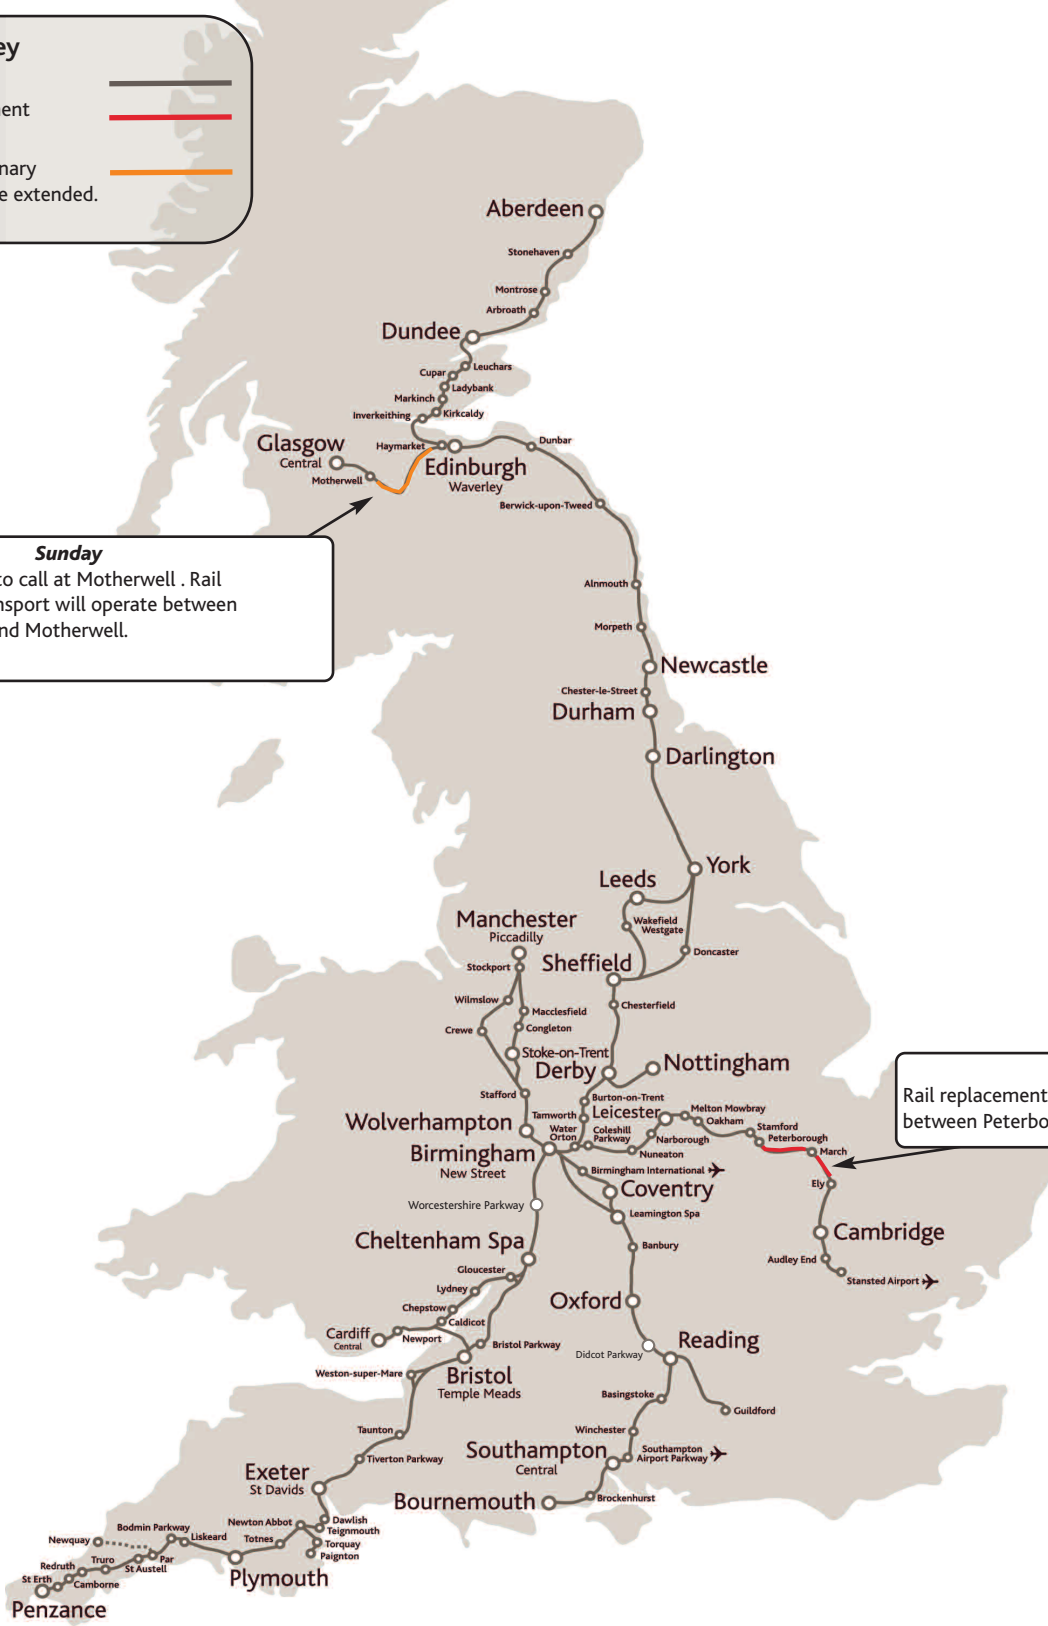 ey
ent
nary
e extended.
Aberdeen
Stonehaven
Montrose
Arbroath
Dundee
Leuchars
Cupar
Ladybank
Markinch
Kirkcaldy
Inverkeithing
Glasgow
Central
Motherwell
Haymarket
Edinburgh
Waverley
Dunbar
Berwick-upon-Tweed
Sunday
to call at Motherwell . Rail
nsport will operate between
nd Motherwell.
Alnmouth
Morpeth
Newcastle
Chester-le-Street
Durham
Darlington
York
Leeds
Wakefield
Westgate
Doncaster
Manchester
Piccadilly
Stockport
Sheffield
Wilmslow
Macclesfield
Chesterfield
Crewe
Congleton
Stoke-on-Trent
Derby
Nottingham
Stafford
Burton-on-Trent
Tamworth
Leicester
Melton Mowbray
Oakham
Stamford
Peterborough
March
Rail replacement
between Peterbo
Wolverhampton
Water
Orton
Coleshill
Parkway
Narborough
Nuneaton
Birmingham
New Street
Birmingham International
Ely
Coventry
Worcestershire Parkway
Leamington Spa
Cambridge
Cheltenham Spa
Banbury
Audley End
Stansted Airport
Gloucester
Lydney
Chepstow
Caldicot
Oxford
Cardiff
Central
Newport
Bristol Parkway
Didcot Parkway
Reading
Weston-super-Mare
Bristol
Temple Meads
Basingstoke
Guildford
Taunton
Winchester
Tiverton Parkway
Southampton
Central
Southampton
Airport Parkway
Exeter
St Davids
Bournemouth
Brockenhurst
Newton Abbot
Dawlish
Teignmouth
Torquay
Paignton
Totnes
Bodmin Parkway
Liskeard
Newquay
Plymouth
Par
St Austell
Truro
Redruth
Camborne
St Erth
Penzance